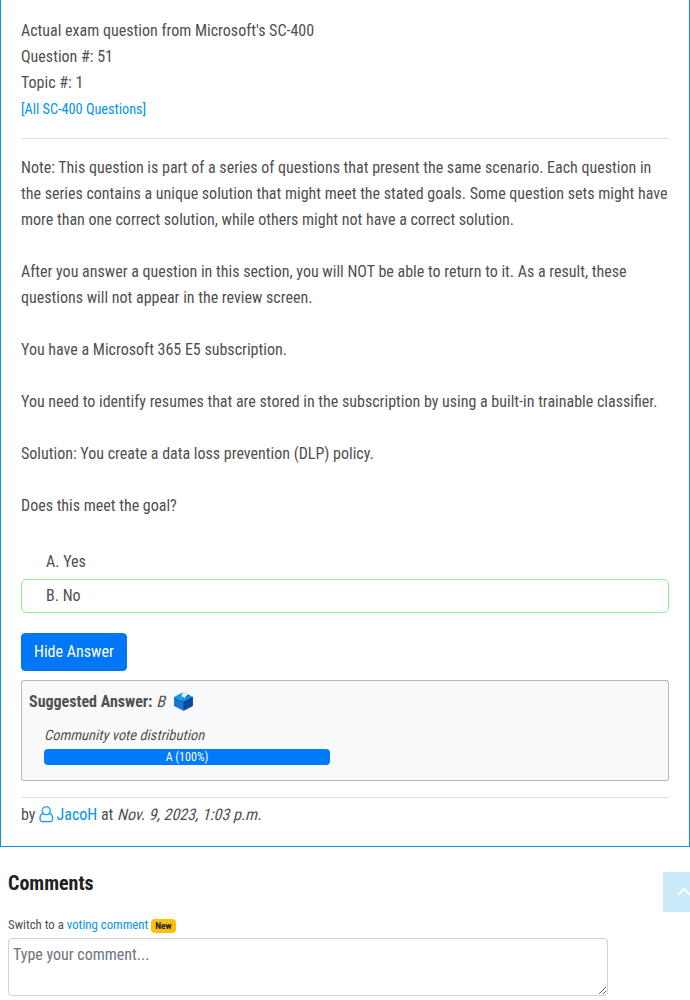 Actual exam question from Microsoft's SC-400
Question #: 51
Topic #: 1
[All SC-400 Questions]
Note: This question is part of a series of questions that present the same scenario. Each question in
the series contains a unique solution that might meet the stated goals. Some question sets might have
more than one correct solution, while others might not have a correct solution.
After you answer a question in this section, you will NOT be able to return to it. As a result, these
questions will not appear in the review screen.
You have a Microsoft 365 E5 subscription.
You need to identify resumes that are stored in the subscription by using a built-in trainable classifier.
Solution: You create a data loss prevention (DLP) policy.
Does this meet the goal?
A. Yes
B. No
Hide Answer
Suggested Answer: B
Community vote distribution
A (100%)
by JacoH at Nov. 9, 2023, 1:03 p.m.
Comments
Switch to a voting comment New
Type your comment...